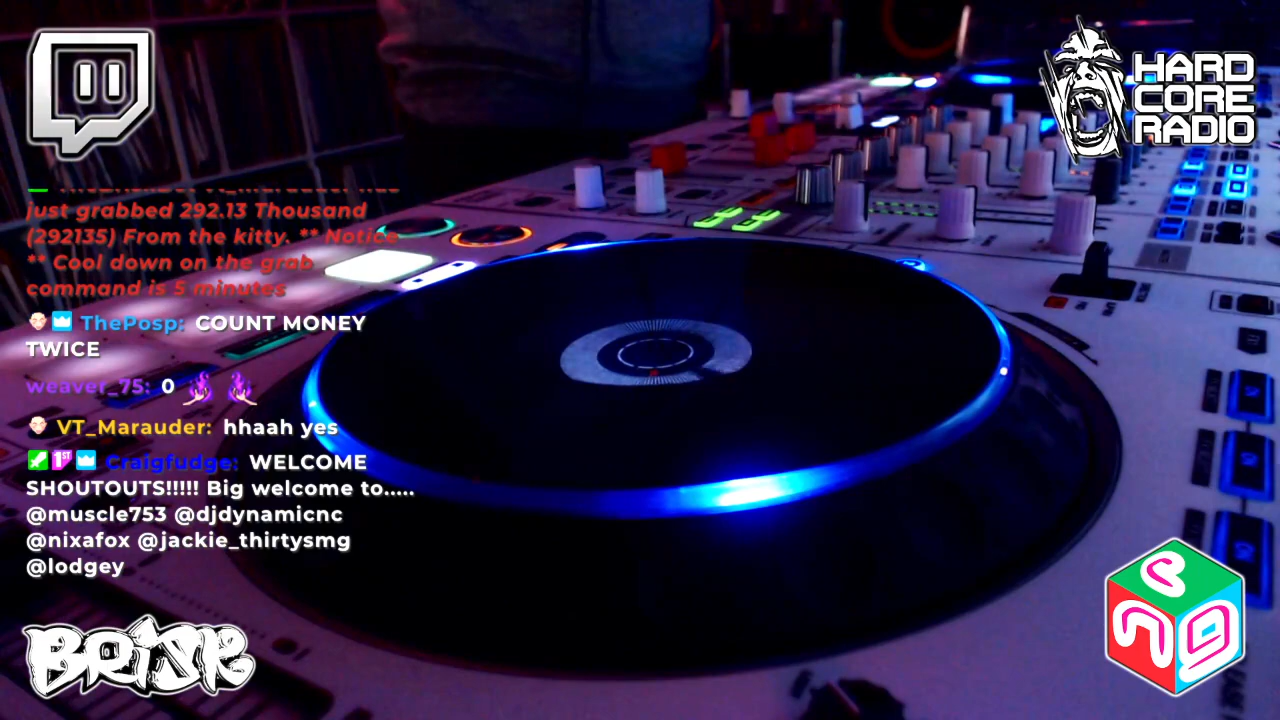 HARD
CORE
RADIO
just grabbed 292.13 Thousand
(292135) From the kitty. ** Notice
** Cool down on the grab
command is 5 minutes
ThePosp: COUNT MONEY
TWICE
weaver_75: 0
VT_Marauder: hhaah yes
1ST Craigfudge: WELCOME
SHOUTOUTS!!!!! Big welcome to.....
@muscle753 @djdynamicnc
@nixafox @jackie_thirtysmg
@lodgey
BRISK